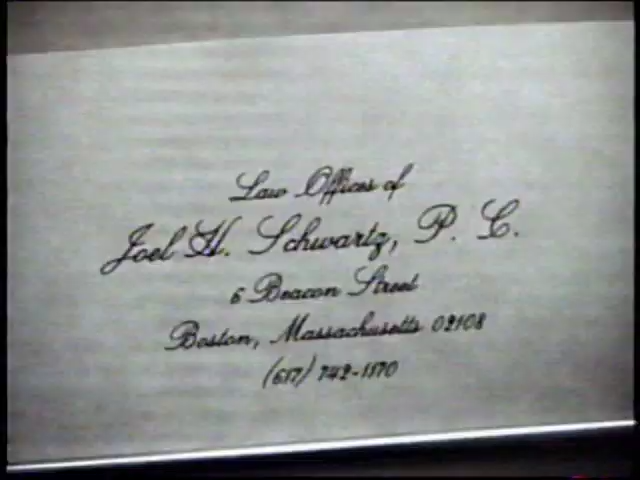 Law Offices of
Joel H. Schwartz, P. C.
6 Beacon Street
Boston, Massachusetts 02108
(617) 742-1170